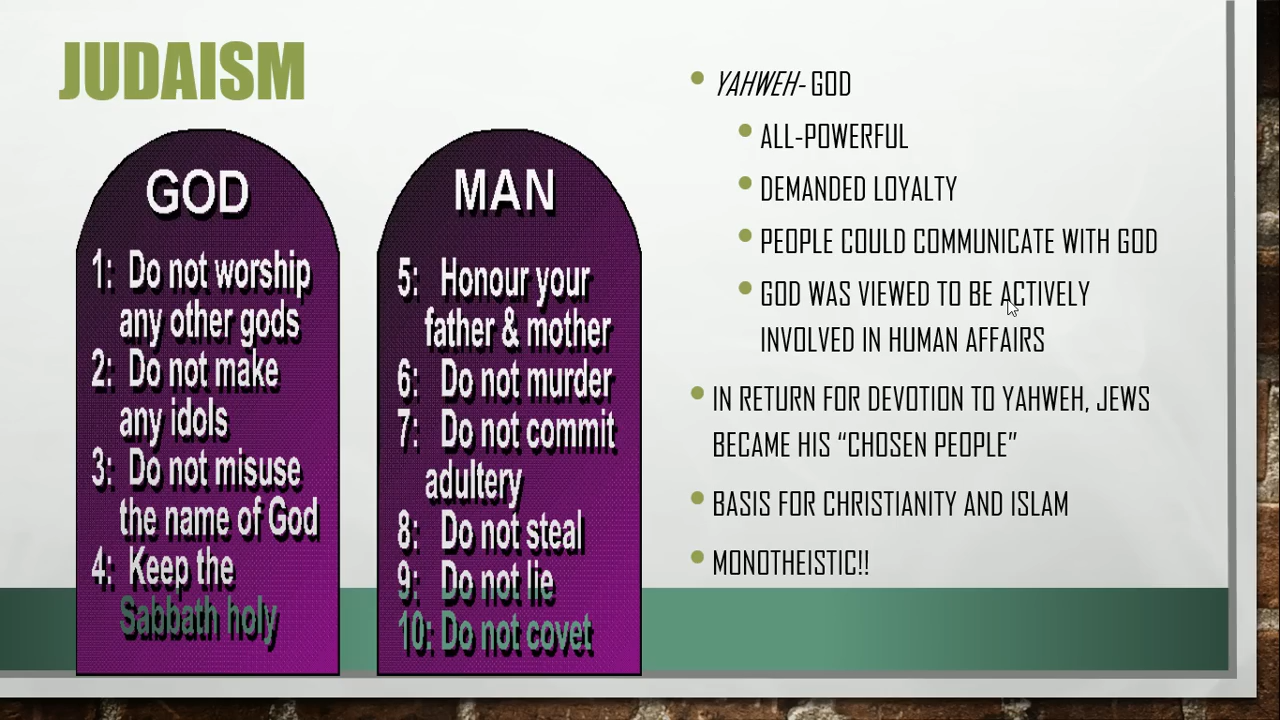 JUDAISM
GOD
1: Do not worship
any other gods
2: Do not make
any idols
3: Do not misuse
the name of God
4: Keep the
Sabbath holy
MAN
5: Honour your
father & mother
6: Do not murder
7: Do not commit
adultery
8: Do not steal
9: Do not lie
10: Do not covet
YAHWEH- GOD
ALL-POWERFUL
DEMANDED LOYALTY
PEOPLE COULD COMMUNICATE WITH GOD
GOD WAS VIEWED TO BE ACTIVELY
INVOLVED IN HUMAN AFFAIRS
IN RETURN FOR DEVOTION TO YAHWEH, JEWS
BECAME HIS “CHOSEN PEOPLE”
BASIS FOR CHRISTIANITY AND ISLAM
MONOTHEISTIC!!